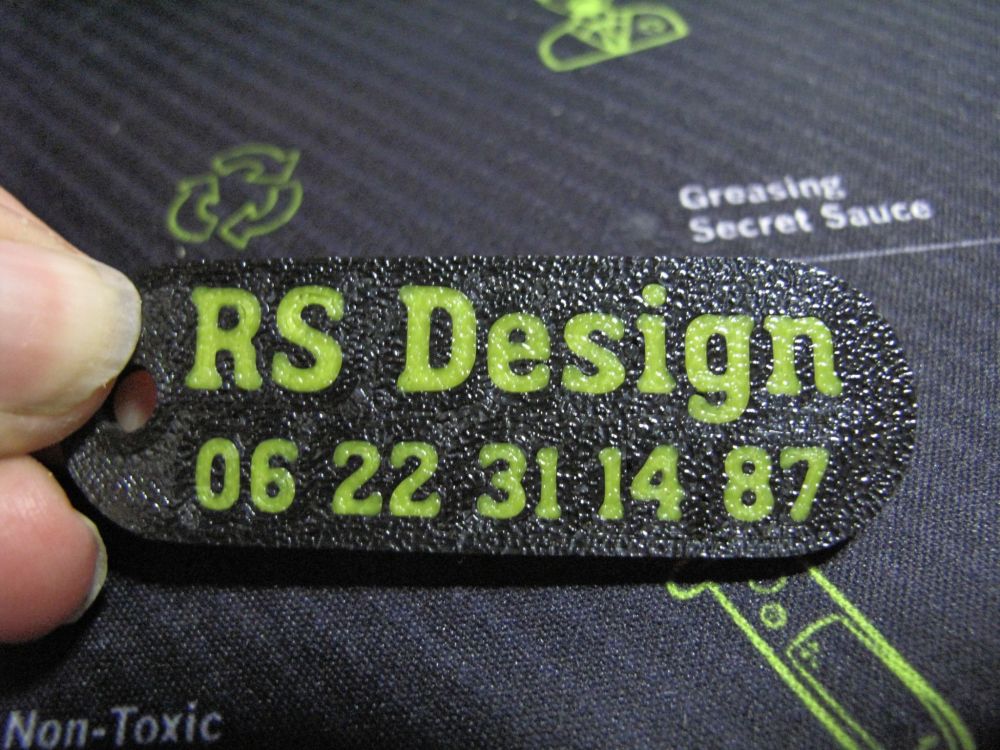 Greasing
Secret Sauce
RS Design
06 22 31 14 87
Non-Toxic